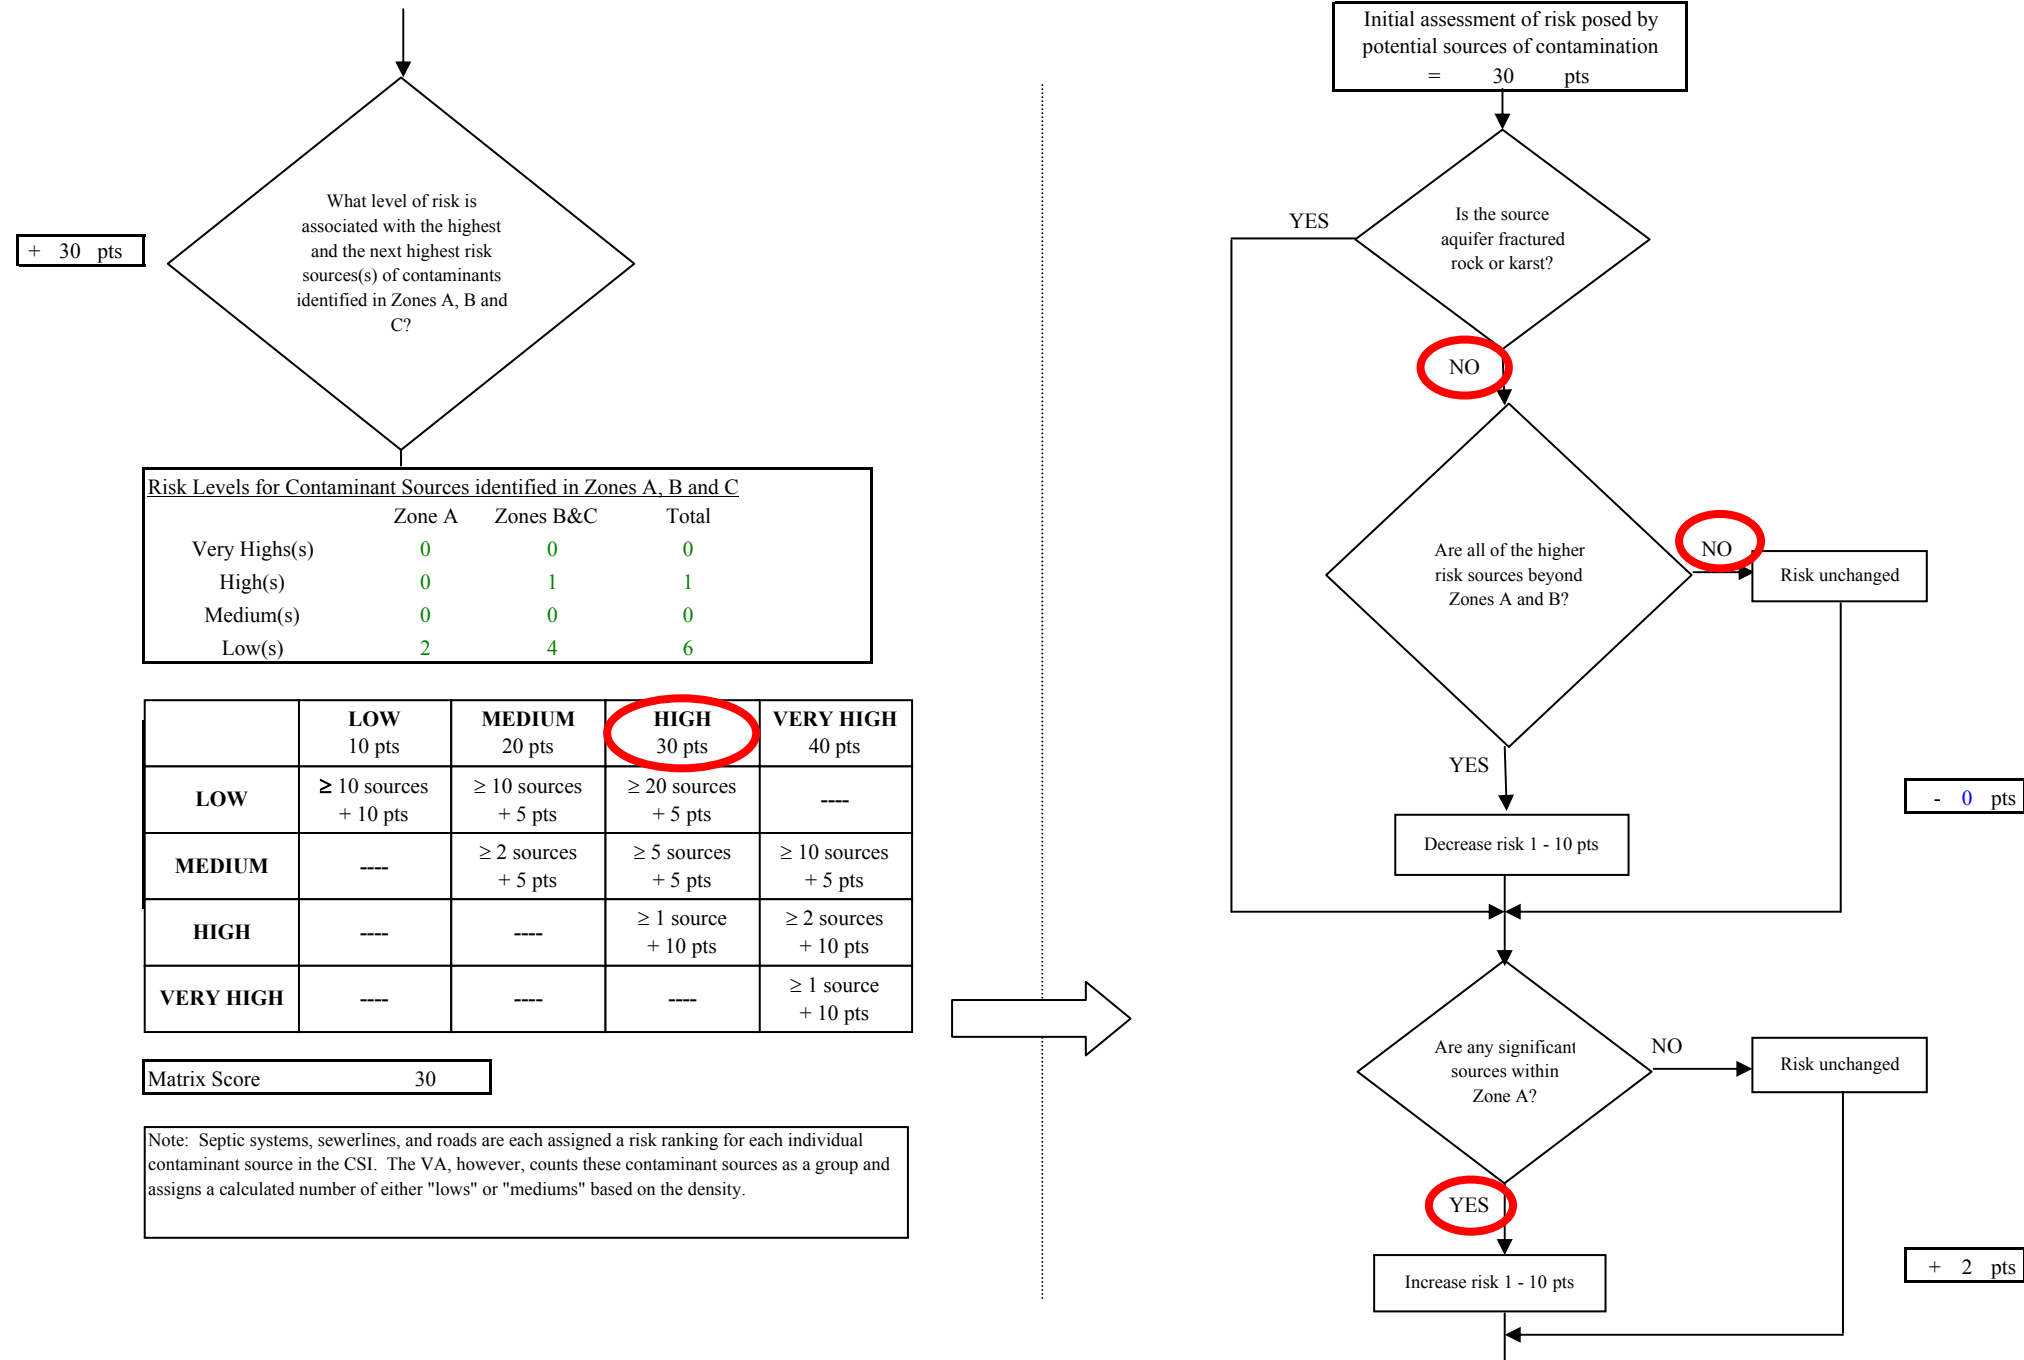 + 30 pts
What level of risk is
associated with the highest
and the next highest risk
sources(s) of contaminants
identified in Zones A, B and
C?
Risk Levels for Contaminant Sources identified in Zones A, B and C
Zone A Zones B&C Total
Very Highs(s) 0 0 0
High(s) 0 1 1
Medium(s) 0 0 0
Low(s) 2 4 6
LOW MEDIUM HIGH VERY HIGH
10 pts 20 pts 30 pts 40 pts
LOW
≥ 10 sources ≥ 10 sources ≥ 20 sources ----
+ 10 pts + 5 pts + 5 pts
MEDIUM
---- ≥ 2 sources ≥ 5 sources ≥ 10 sources
+ 5 pts + 5 pts + 5 pts
HIGH
---- ---- ≥ 1 source ≥ 2 sources
+ 10 pts + 10 pts
VERY HIGH
---- ---- ---- ≥ 1 source
+ 10 pts
Matrix Score 30
Note: Septic systems, sewerlines, and roads are each assigned a risk ranking for each individual
contaminant source in the CSI. The VA, however, counts these contaminant sources as a group and
assigns a calculated number of either "lows" or "mediums" based on the density.
Initial assessment of risk posed by
potential sources of contamination
= 30 pts
Is the source
aquifer fractured
rock or karst?
YES
NO
Are all of the higher
risk sources beyond
Zones A and B?
NO
Risk unchanged
YES
- 0 pts
Decrease risk 1 - 10 pts
Are any significant
sources within
Zone A?
NO
Risk unchanged
YES
+ 2 pts
Increase risk 1 - 10 pts